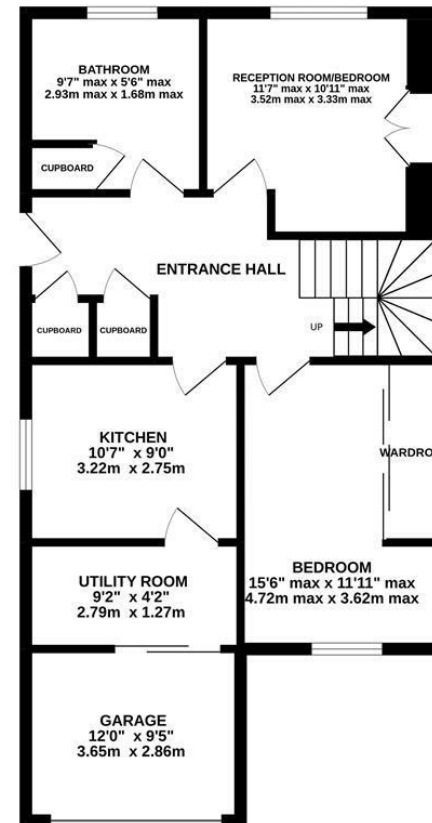 BATHROOM
9'7" max x 5'6" max
2.93m max x 1.68m max
RECEPTION ROOM/BEDROOM
11'7" max x 10'11" max
3.52m max x 3.33m max
CUPBOARD
ENTRANCE HALL
UP
CUPBOARD
CUPBOARD
KITCHEN
10'7" x 9'0"
3.22m x 2.75m
WARDRO
BEDROOM
15'6" max x 11'11" max
4.72m max x 3.62m max
UTILITY ROOM
9'2" x 4'2"
2.79m x 1.27m
GARAGE
12'0" x 9'5"
3.65m x 2.86m